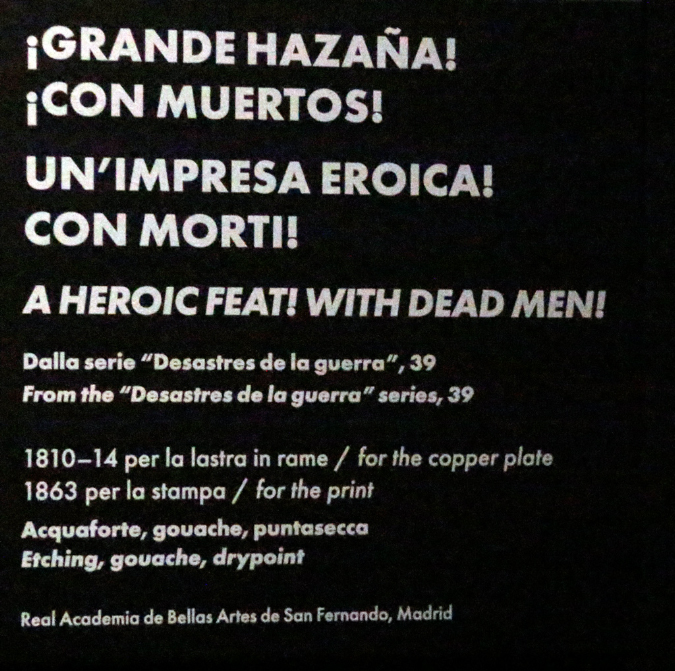 ¡GRANDE HAZAÑA!
¡CON MUERTOS!
UN'IMPRESA EROICA!
CON MORTI!
A HEROIC FEAT! WITH DEAD MEN!
Dalla serie “Desastres de la guerra”, 39
From the “Desastres de la guerra” series, 39
1810–14 per la lastra in rame / for the copper plate
1863 per la stampa / for the print
Acquaforte, gouache, puntasecca
Etching, gouache, drypoint
Real Academia de Bellas Artes de San Fernando, Madrid